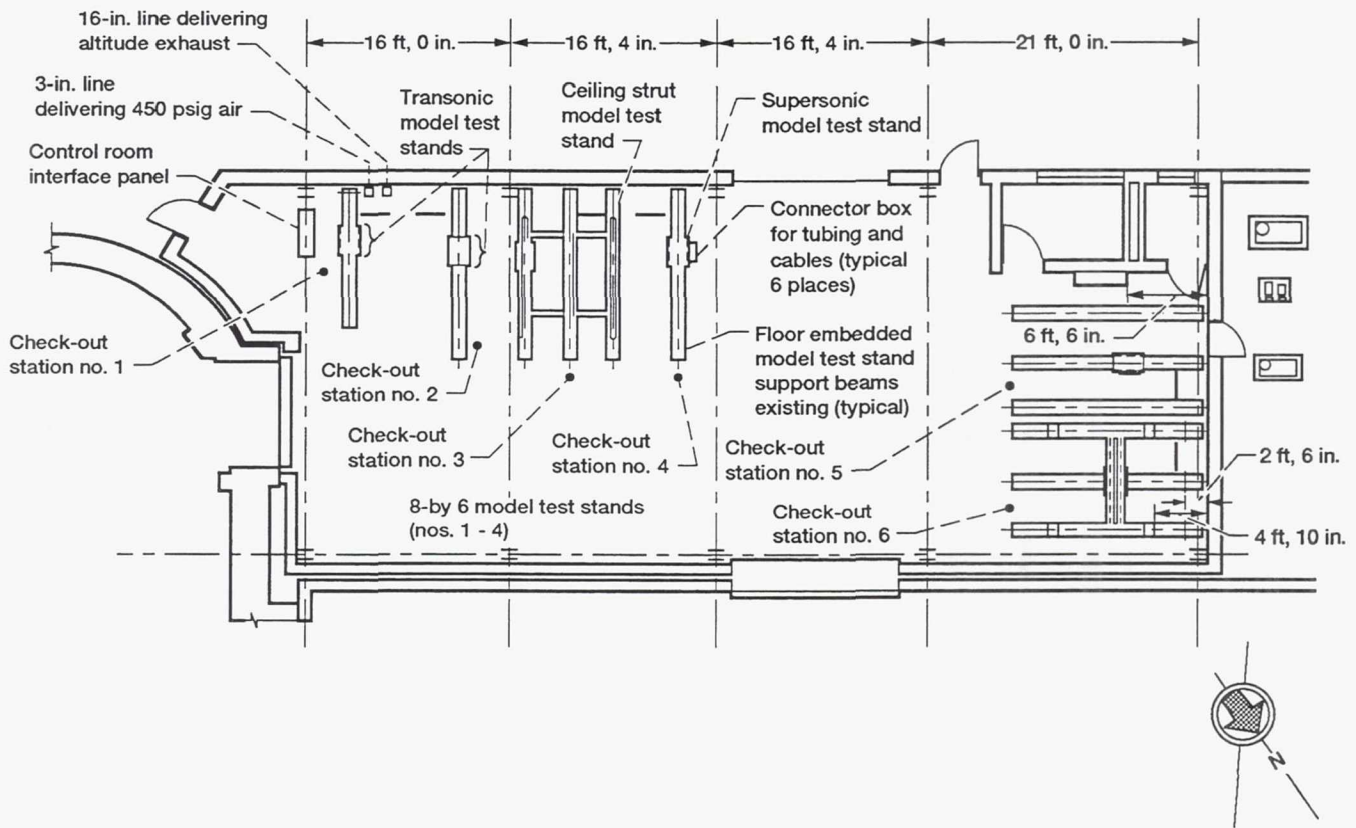 16-in. line delivering
altitude exhaust
16 ft, 0 in.
16 ft, 4 in.
16 ft, 4 in.
21 ft, 0 in.
3-in. line
delivering 450 psig air
Transonic
model test
stands
Ceiling strut
model test
stand
Supersonic
model test stand
Control room
interface panel
Connector box
for tubing and
cables (typical
6 places)
6 ft, 6 in.
Check-out
station no. 1
Check-out
station no. 2
Floor embedded
model test stand
support beams
existing (typical)
Check-out
station no. 3
Check-out
station no. 4
Check-out
station no. 5
2 ft, 6 in.
8-by 6 model test stands
(nos. 1 - 4)
Check-out
station no. 6
4 ft, 10 in.
N